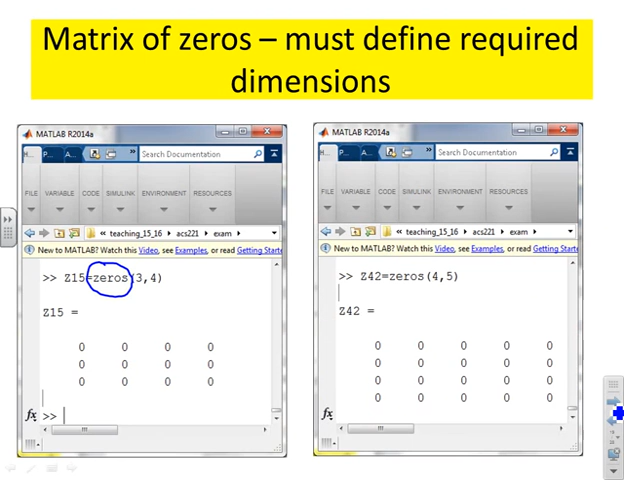 Matrix of zeros – must define required
dimensions
MATLAB R2014a
H... P... A... » Search Documentation
FILE VARIABLE CODE SIMULINK ENVIRONMENT RESOURCES
« teaching_15_16 ▸ acs221 ▸ exam ▸
New to MATLAB? Watch this Video, see Examples, or read Getting Starte
>> Z15=zeros(3,4)
Z15 =
0 0 0 0
0 0 0 0
0 0 0 0
fx >>
MATLAB R2014a
H... P... A... » Search Documentation
FILE VARIABLE CODE SIMULINK ENVIRONMENT RESOURCES
« teaching_15_16 ▸ acs221 ▸ exam ▸
New to MATLAB? Watch this Video, see Examples, or read Getting Starte
>> Z42=zeros(4,5)
Z42 =
0 0 0 0 0
0 0 0 0 0
0 0 0 0 0
0 0 0 0 0
fx